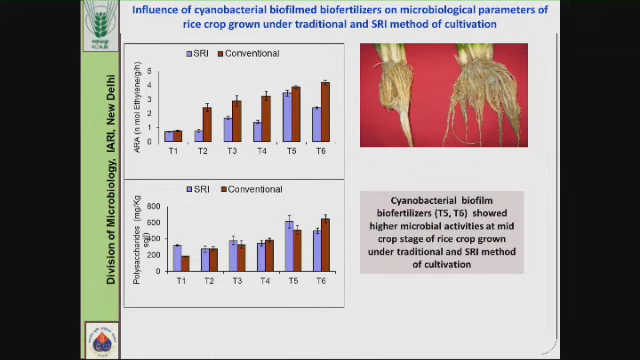 Influence of cyanobacterial biofilmed biofertilizers on microbiological parameters of
rice crop grown under traditional and SRI method of cultivation
Division of Microbiology, IARI, New Delhi
SRI Conventional
ARA (n mol Ethylene/g/h)
5
4
3
2
1
0
T1 T2 T3 T4 T5 T6
SRI Conventional
Polysaccharides (mg/Kg
soil)
800
600
400
200
0
T1 T2 T3 T4 T5 T6
Cyanobacterial biofilm
biofertilizers (T5, T6) showed
higher microbial activities at mid
crop stage of rice crop grown
under traditional and SRI method
of cultivation